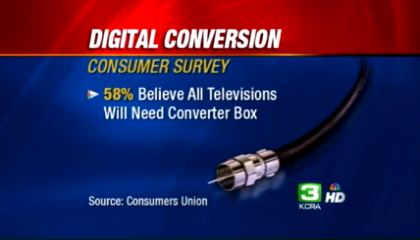 DIGITAL CONVERSION
CONSUMER SURVEY
58% Believe All Televisions
Will Need Converter Box
Source: Consumers Union
3
KCRA
HD